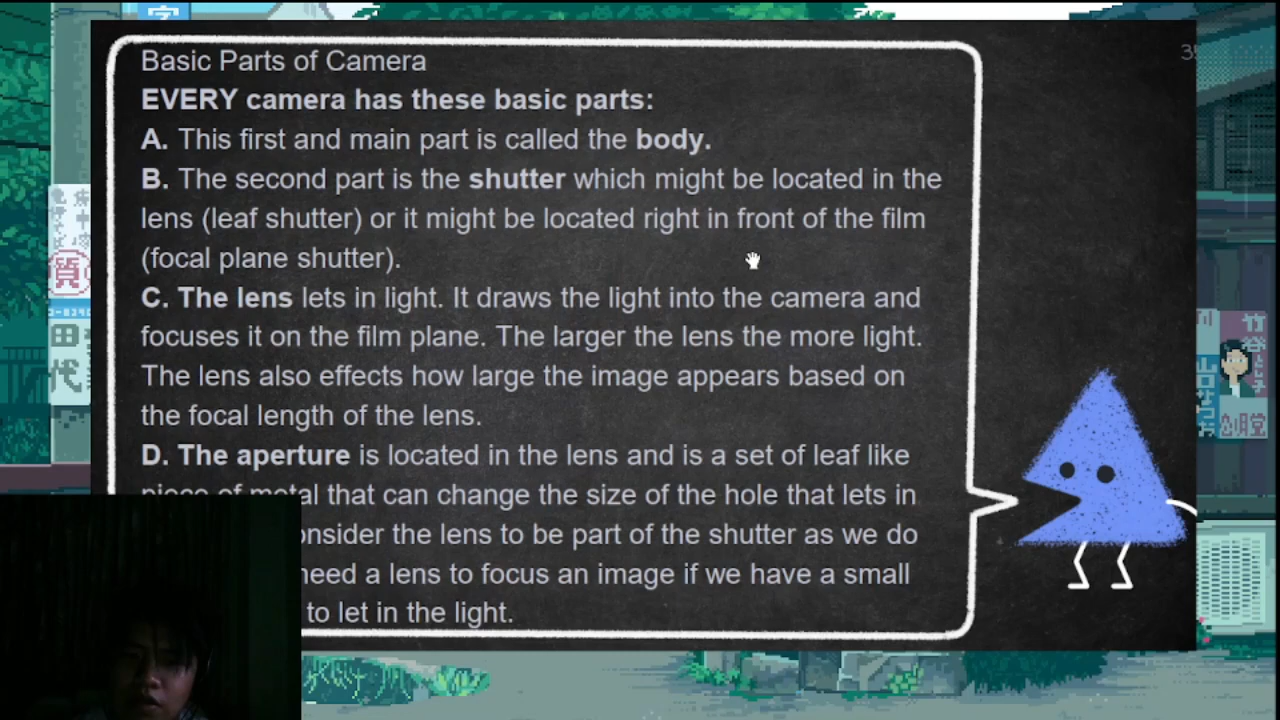 字
Basic Parts of Camera
EVERY camera has these basic parts:
A. This first and main part is called the body.
B. The second part is the shutter which might be located in the
lens (leaf shutter) or it might be located right in front of the film
(focal plane shutter).
C. The lens lets in light. It draws the light into the camera and
focuses it on the film plane. The larger the lens the more light.
The lens also effects how large the image appears based on
the focal length of the lens.
D. The aperture is located in the lens and is a set of leaf like
piece of metal that can change the size of the hole that lets in
the lens to be part of the shutter as we do
need a lens to focus an image if we have a small
to let in the light.
質
田
代